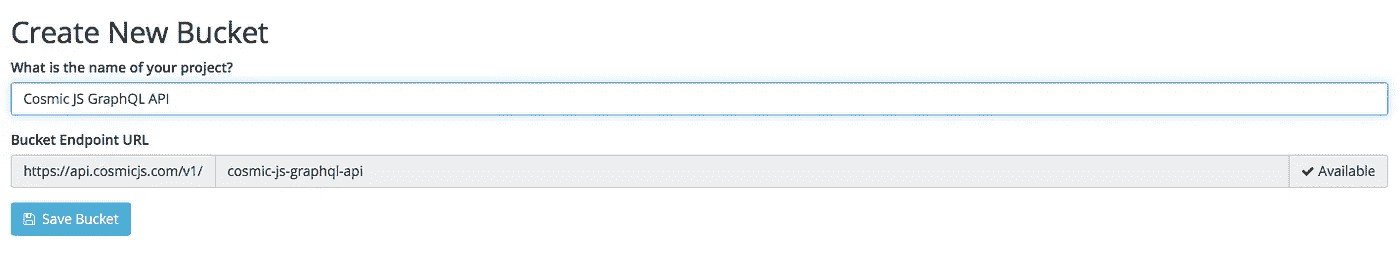 Create New Bucket
What is the name of your project?
Cosmic JS GraphQL API
Bucket Endpoint URL
https://api.cosmicjs.com/v1/ cosmic-js-graphql-api Available
Save Bucket